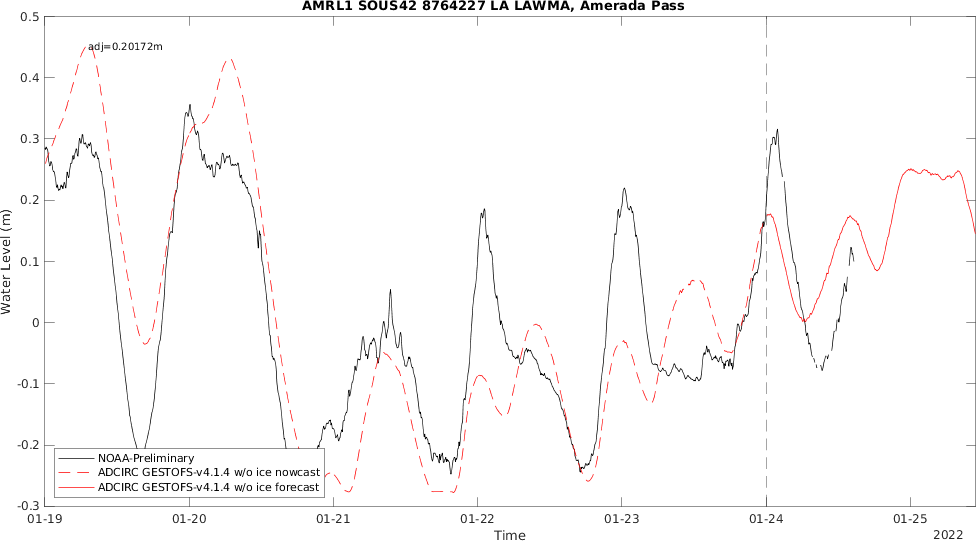 AMRL1 SOUS42 8764227 LA LAWMA, Amerada Pass
adj=0.20172m
0.5
0.4
0.3
0.2
0.1
0
-0.1
-0.2
-0.3
Water Level (m)
NOAA-Preliminary
ADCIRC GESTOFS-v4.1.4 w/o ice nowcast
ADCIRC GESTOFS-v4.1.4 w/o ice forecast
01-19 01-20 01-21 01-22 01-23 01-24 01-25
Time
2022